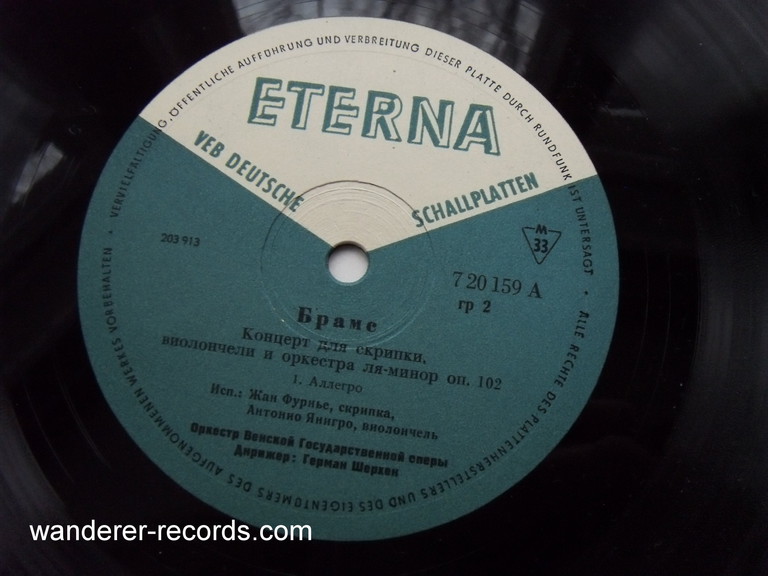 VERVIELFÄLTIGUNG, ÖFFENTLICHE AUFFÜHRUNG UND VERBREITUNG DIESER PLATTE DURCH RUNDFUNK IST UNTERSAGT • ALLE RECHTE DES PLATTENHERSTELLERS UND DES EIGENTÜMERS DES AUFGENOMMENEN WERKES VORBEHALTEN •
ETERNA
VEB DEUTSCHE SCHALLPLATTEN
M
33
203 913
7 20 159 A
гр 2
Брамс
Концерт для скрипки,
виолончели и оркестра ля-минор оп. 102
1. Аллегро
Исп.: Жан Фурнье, скрипка,
Антонио Янигро, виолончель
Оркестр Венской Государственной оперы
Дирижер: Герман Шерхен
wanderer-records.com